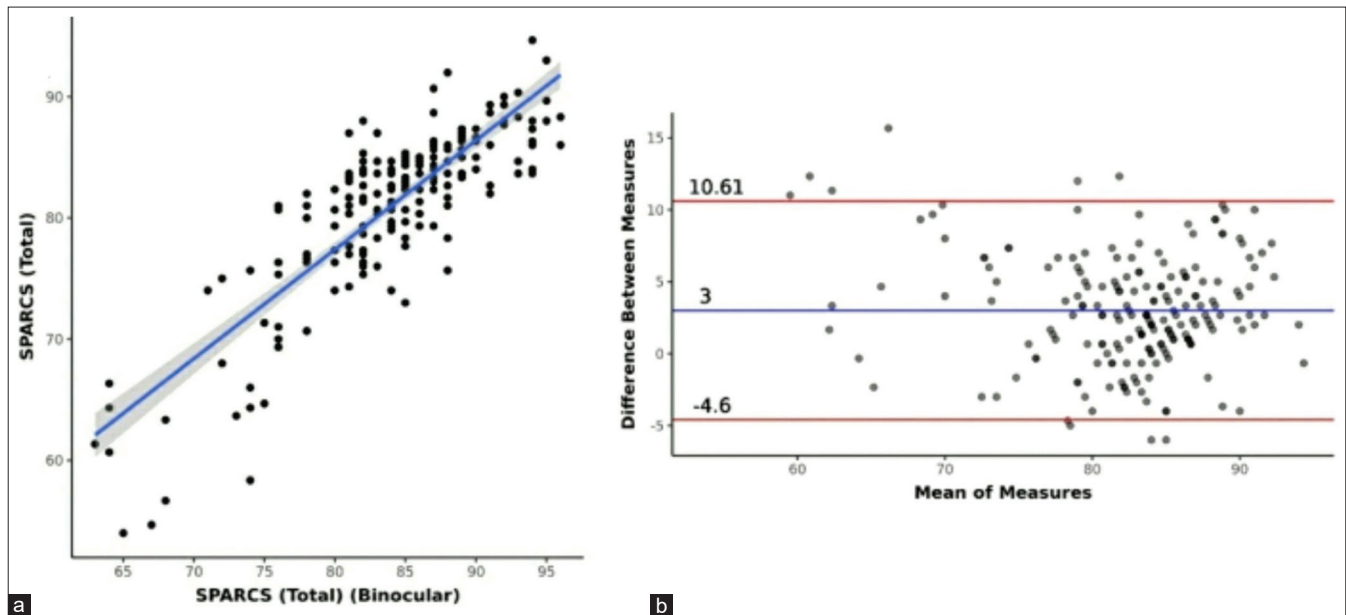 90
80
70
60
SPARCS (Total)
65 70 75 80 85 90 95
SPARCS (Total) (Binocular)
a
15
10
5
0
-5
Difference Between Measures
10.61
3
-4.6
60 70 80 90
Mean of Measures
b